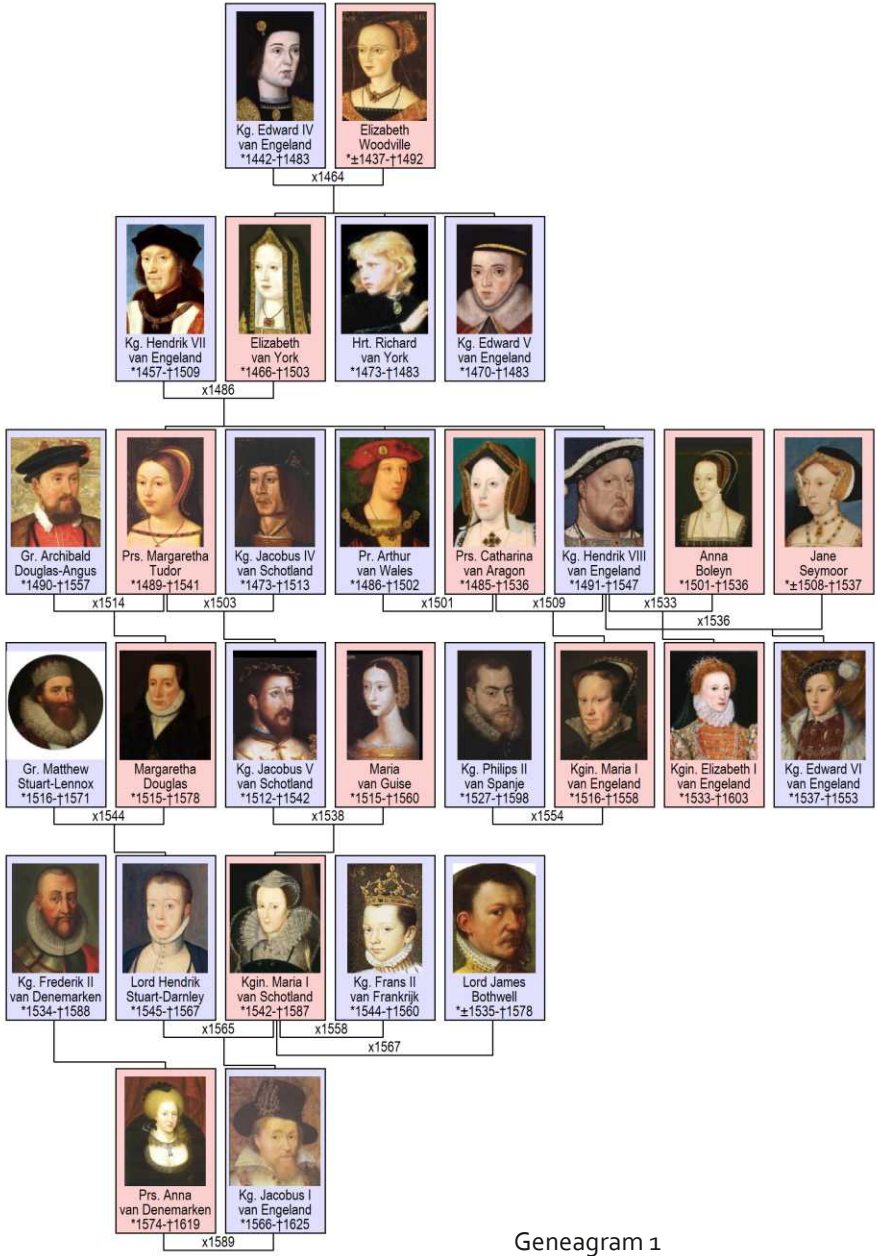 Kg. Edward IV
van Engeland
*1442-†1483
Elizabeth
Woodville
*±1437-†1492
x1464
Kg. Hendrik VII
van Engeland
*1457-†1509
Elizabeth
van York
*1466-†1503
Hrt. Richard
van York
*1473-†1483
Kg. Edward V
van Engeland
*1470-†1483
x1486
Gr. Archibald
Douglas-Angus
*1490-†1557
Prs. Margaretha
Tudor
*1489-†1541
Kg. Jacobus IV
van Schotland
*1473-†1513
Pr. Arthur
van Wales
*1486-†1502
Prs. Catharina
van Aragon
*1485-†1536
Kg. Hendrik VIII
van Engeland
*1491-†1547
Anna
Boleyn
*1501-†1536
Jane
Seymoor
*±1508-†1537
x1514
x1503
x1501
x1509
x1533
x1536
Gr. Matthew
Stuart-Lennox
*1516-†1571
Margaretha
Douglas
*1515-†1578
Kg. Jacobus V
van Schotland
*1512-†1542
Maria
van Guise
*1515-†1560
Kg. Philips II
van Spanje
*1527-†1598
Kgin. Maria I
van Engeland
*1516-†1558
Kgin. Elizabeth I
van Engeland
*1533-†1603
Kg. Edward VI
van Engeland
*1537-†1553
x1544
x1538
x1554
Kg. Frederik II
van Denemarken
*1534-†1588
Lord Hendrik
Stuart-Darnley
*1545-†1567
Kgin. Maria I
van Schotland
*1542-†1587
Kg. Frans II
van Frankrijk
*1544-†1560
Lord James
Bothwell
*±1535-†1578
x1565
x1558
x1567
Prs. Anna
van Denemarken
*1574-†1619
Kg. Jacobus I
van Engeland
*1566-†1625
x1589
Geneagram 1